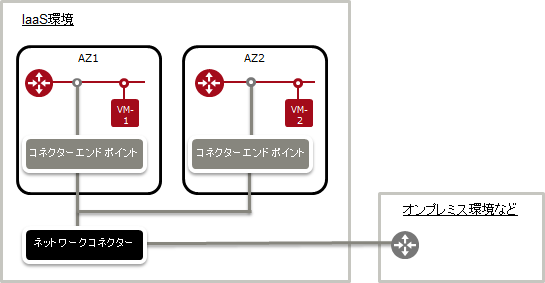 IaaS環境
AZ1
AZ2
VM-
1
VM-
2
コネクターエンドポイント
コネクターエンドポイント
オンプレミス環境など
ネットワークコネクター